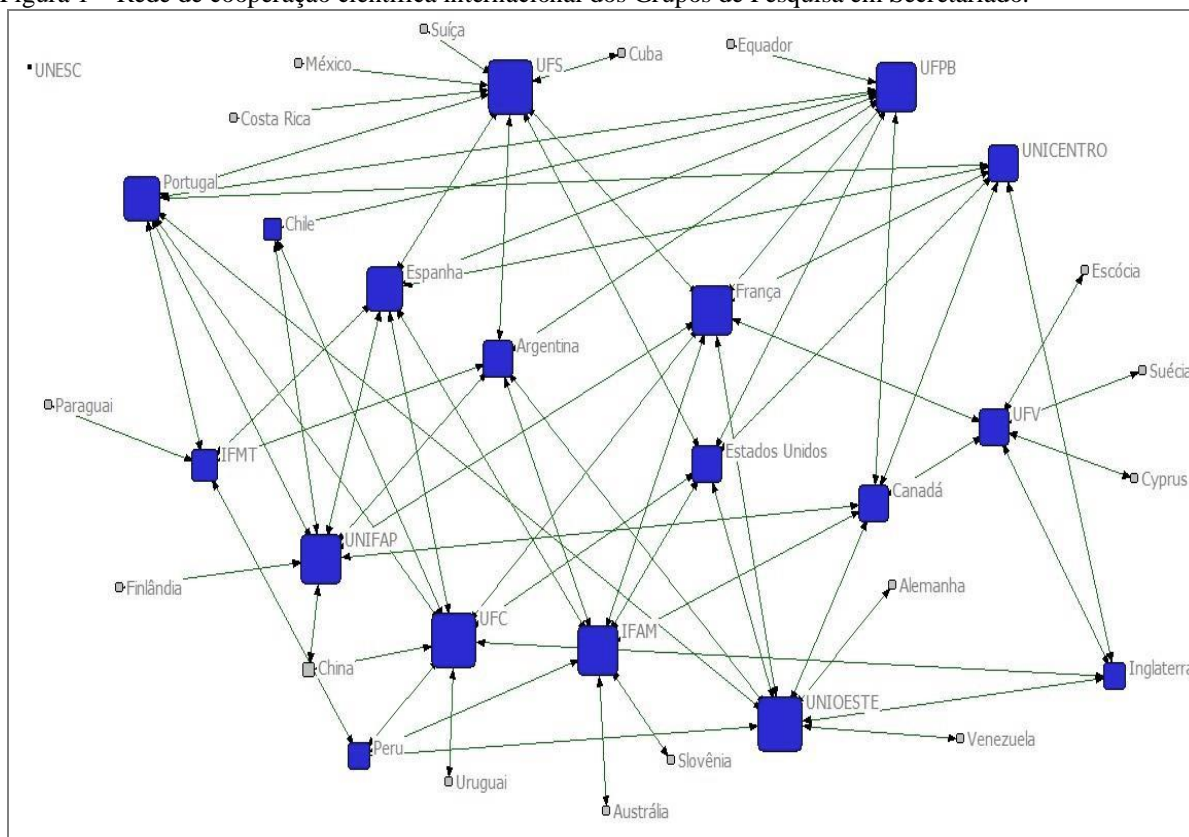 Figura 1 – Rede de cooperação científica internacional dos Grupos de Pesquisa em Secretariado.
Suíça
Cuba
Equador
UNESC
México
UFS
UFPB
Costa Rica
UNICENTRO
Portugal
Chile
Espanha
França
Escócia
Argentina
Suécia
Paraguai
UFV
IFMT
Estados Unidos
Canadá
Cyprus
UNIFAP
Finlândia
Alemanha
UFC
IFAM
China
Inglaterra
UNIOESTE
Peru
Venezuela
Slovênia
Uruguai
Austrália